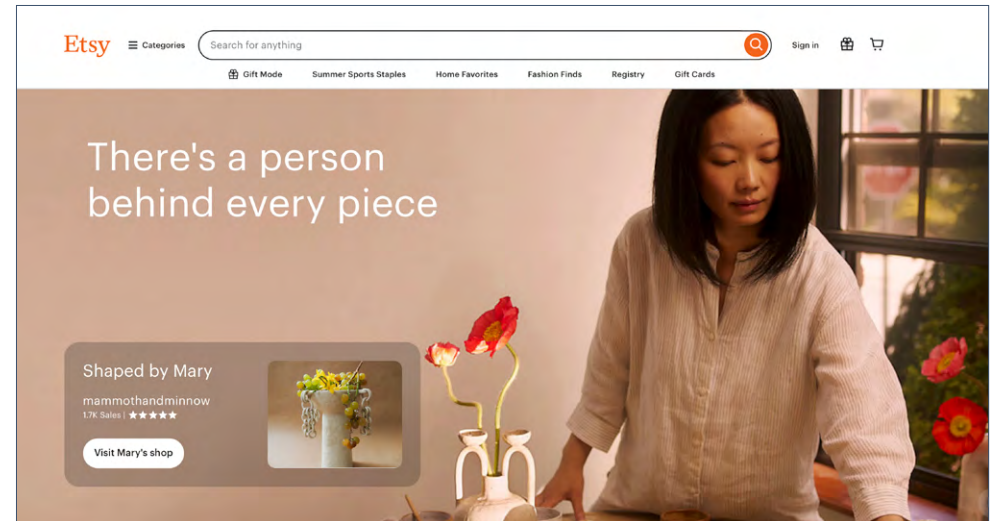 Etsy
Categories
Search for anything
Sign in
Gift Mode
Summer Sports Staples
Home Favorites
Fashion Finds
Registry
Gift Cards
There's a person
behind every piece
Shaped by Mary
mammothandminnow
1.7K Sales | ★★★★★
Visit Mary's shop